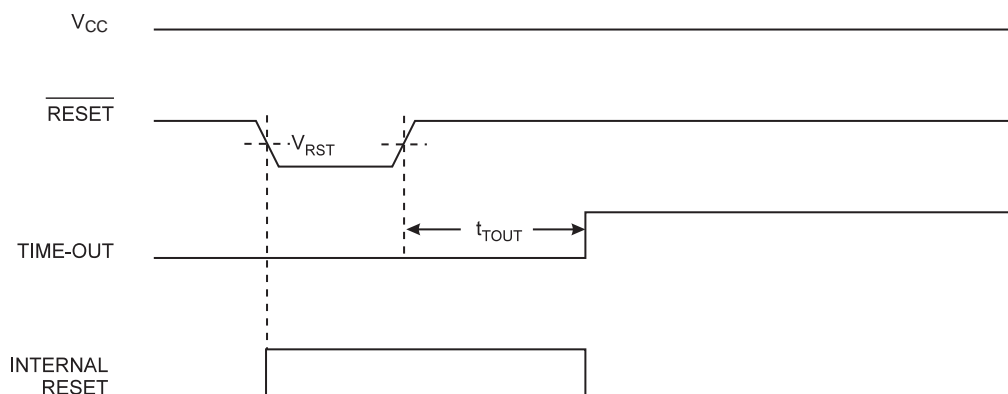 VCC
RESET
VRST
tTOUT
TIME-OUT
INTERNAL
RESET